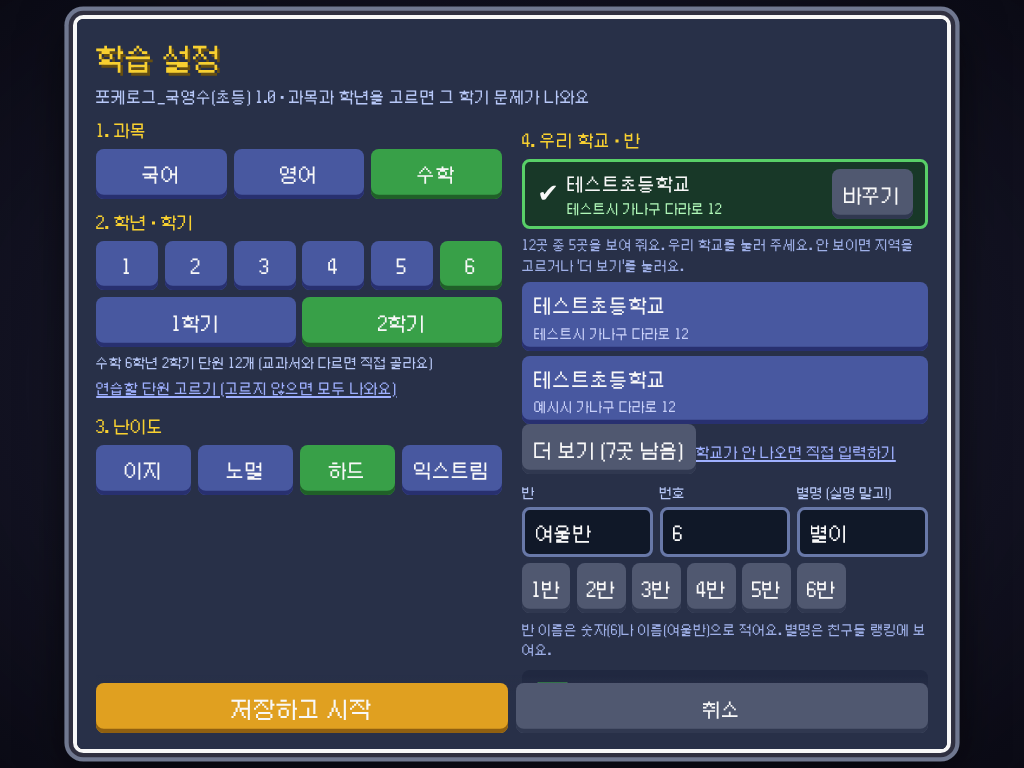 학습 설정
포케로그_국영수(초등) 1.0 · 과목과 학년을 고르면 그 학기 문제가 나와요
1. 과목
국어 영어 수학
2. 학년 · 학기
1 2 3 4 5 6
1학기 2학기
수학 6학년 2학기 단원 12개 (교과서와 다르면 직접 골라요)
연습할 단원 고르기 (고르지 않으면 모두 나와요)
3. 난이도
이지 노멀 하드 익스트림
4. 우리 학교 · 반
✔ 테스트초등학교
테스트시 가나구 다라로 12
바꾸기
12곳 중 5곳을 보여 줘요. 우리 학교를 눌러 주세요. 안 보이면 지역을
고르거나 '더 보기'를 눌러요.
테스트초등학교
테스트시 가나구 다라로 12
테스트초등학교
예시시 가나구 다라로 12
더 보기 (7곳 남음) 학교가 안 나오면 직접 입력하기
반 번호 별명 (실명 말고!)
여울반 6 별이
1반 2반 3반 4반 5반 6반
반 이름은 숫자(6)나 이름(여울반)으로 적어요. 별명은 친구들 랭킹에 보
여요.
저장하고 시작 취소